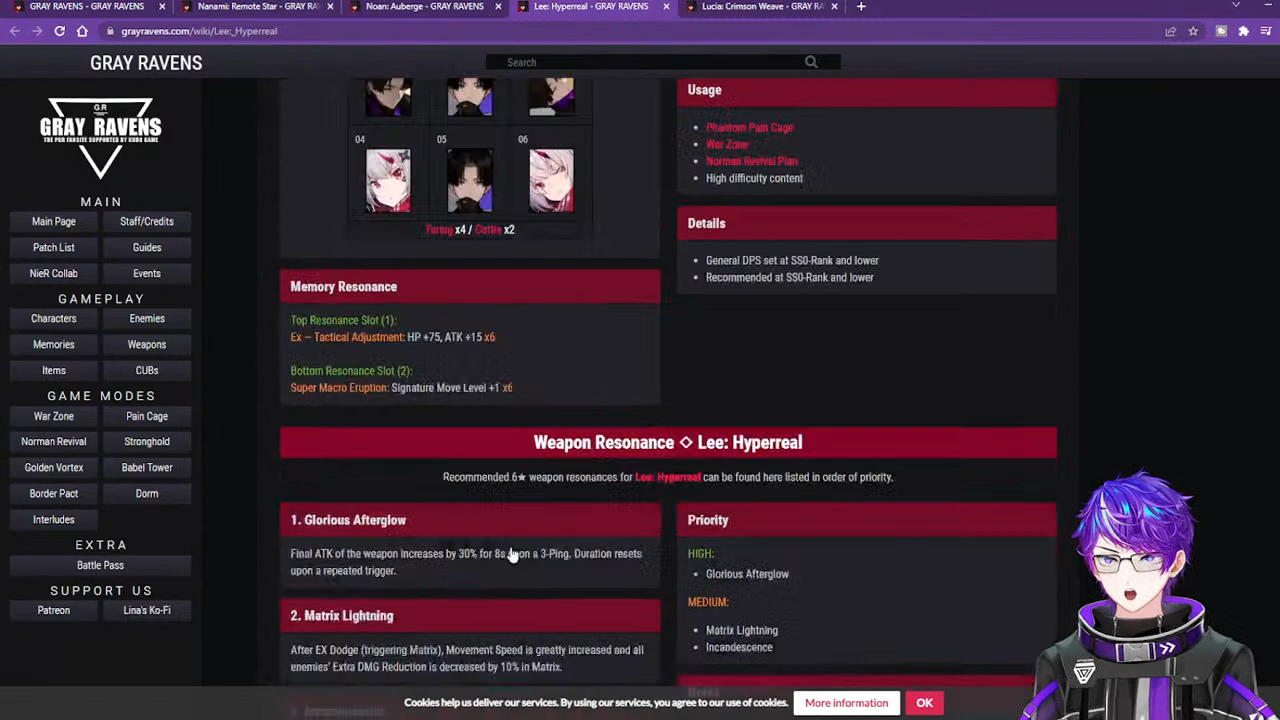 GRAY RAVENS - GRAY RAVENS
Nanami: Remote Star - GRAY RAV
Noan: Auberge - GRAY RAVENS
Lee: Hyperreal - GRAY RAVENS
Lucia: Crimson Weave - GRAY RA
grayravens.com/wiki/Lee:_Hyperreal
GRAY RAVENS
Search
G.R
GRAY RAVENS
THE PGR FANSITE SUPPORTED BY KURO GAME
MAIN
Main Page
Staff/Credits
Patch List
Guides
NieR Collab
Events
GAMEPLAY
Characters
Enemies
Memories
Weapons
Items
CUBs
GAME MODES
War Zone
Pain Cage
Norman Revival
Stronghold
Golden Vortex
Babel Tower
Border Pact
Dorm
Interludes
EXTRA
Battle Pass
SUPPORT US
Patreon
Lina's Ko-Fi
04
05
06
Turing x4 / Cottie x2
Memory Resonance
Top Resonance Slot (1):
Ex – Tactical Adjustment: HP +75, ATK +15 x6
Bottom Resonance Slot (2):
Super Macro Eruption: Signature Move Level +1 x6
Usage
Phantom Pain Cage
War Zone
Norman Revival Plan
High difficulty content
Details
General DPS set at SS0-Rank and lower
Recommended at SS0-Rank and lower
Weapon Resonance ◇ Lee: Hyperreal
Recommended 6★ weapon resonances for Lee: Hyperreal can be found here listed in order of priority.
1. Glorious Afterglow
Final ATK of the weapon increases by 30% for 8s upon a 3-Ping. Duration resets
upon a repeated trigger.
2. Matrix Lightning
After EX Dodge (triggering Matrix), Movement Speed is greatly increased and all
enemies' Extra DMG Reduction is decreased by 10% in Matrix.
Priority
HIGH:
Glorious Afterglow
MEDIUM:
Matrix Lightning
Incandescence
Cookies help us deliver our services. By using our services, you agree to our use of cookies.
More information
OK